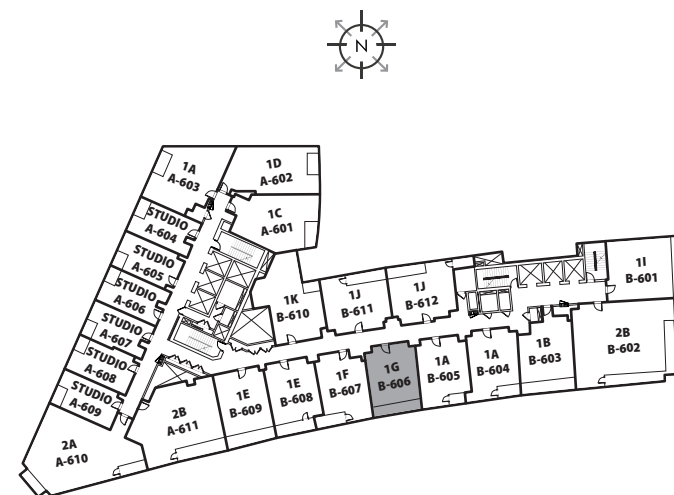 N
1A
A-603
1D
A-602
1C
A-601
STUDIO
A-604
STUDIO
A-605
STUDIO
A-606
STUDIO
A-607
STUDIO
A-608
STUDIO
A-609
2A
A-610
2B
A-611
1K
B-610
1J
B-611
1J
B-612
1I
B-601
2B
B-602
1B
B-603
1A
B-604
1A
B-605
1G
B-606
1F
B-607
1E
B-608
1E
B-609